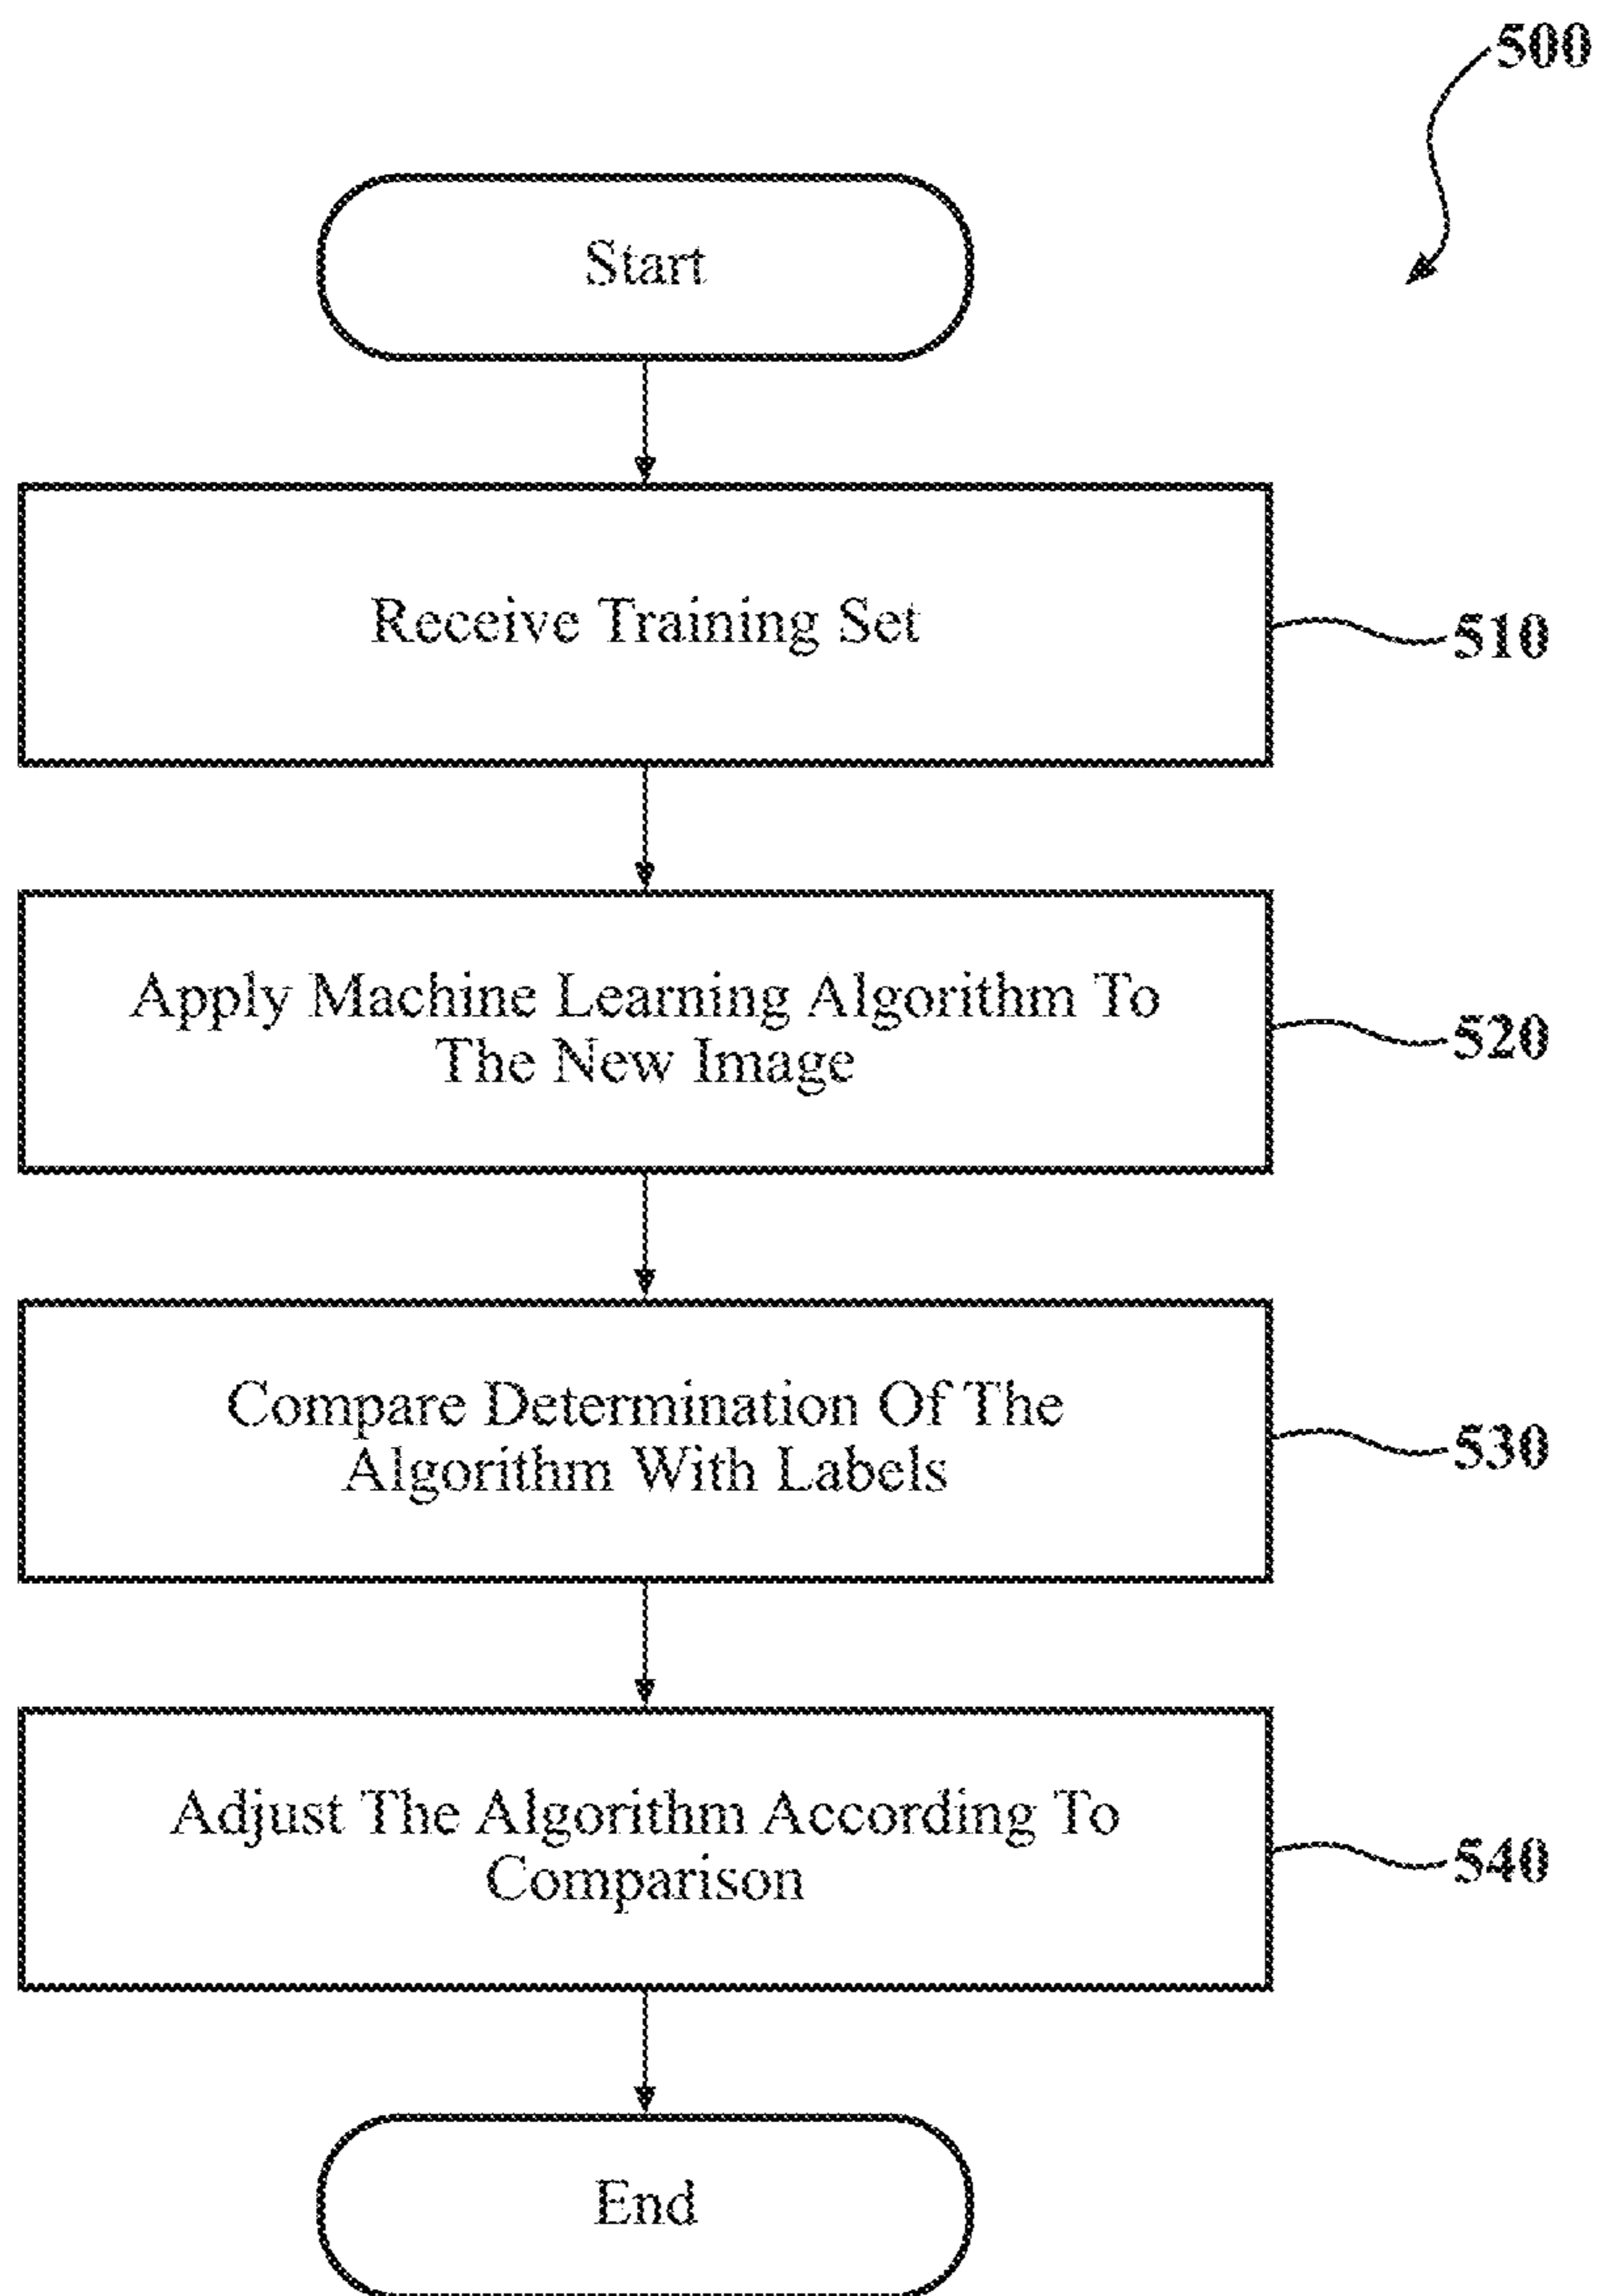 500
Start
Receive Training Set
510
Apply Machine Learning Algorithm To
The New Image
520
Compare Determination Of The
Algorithm With Labels
530
Adjust The Algorithm According To
Comparison
540
End